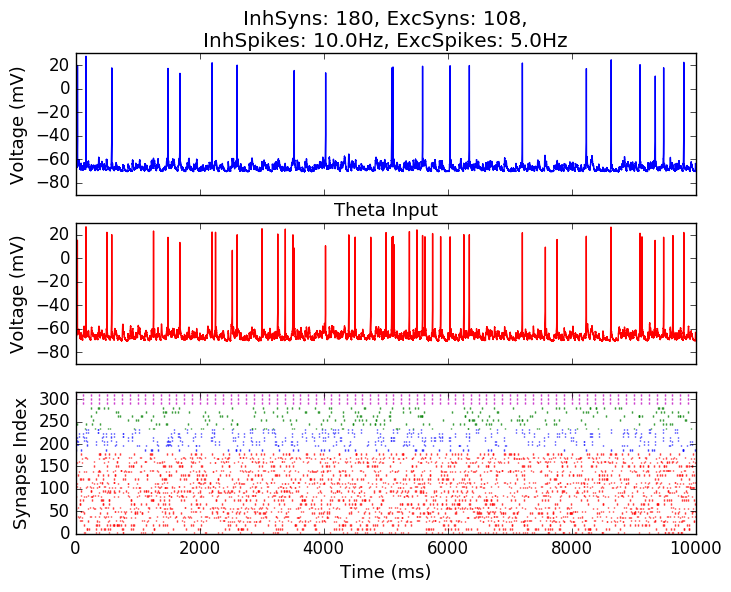 InhSyns: 180, ExcSyns: 108,
InhSpikes: 10.0Hz, ExcSpikes: 5.0Hz
20
0
−20
−40
−60
−80
Voltage (mV)
Theta Input
20
0
−20
−40
−60
−80
Voltage (mV)
300
250
200
150
100
50
0
Synapse Index
0 2000 4000 6000 8000 10000
Time (ms)